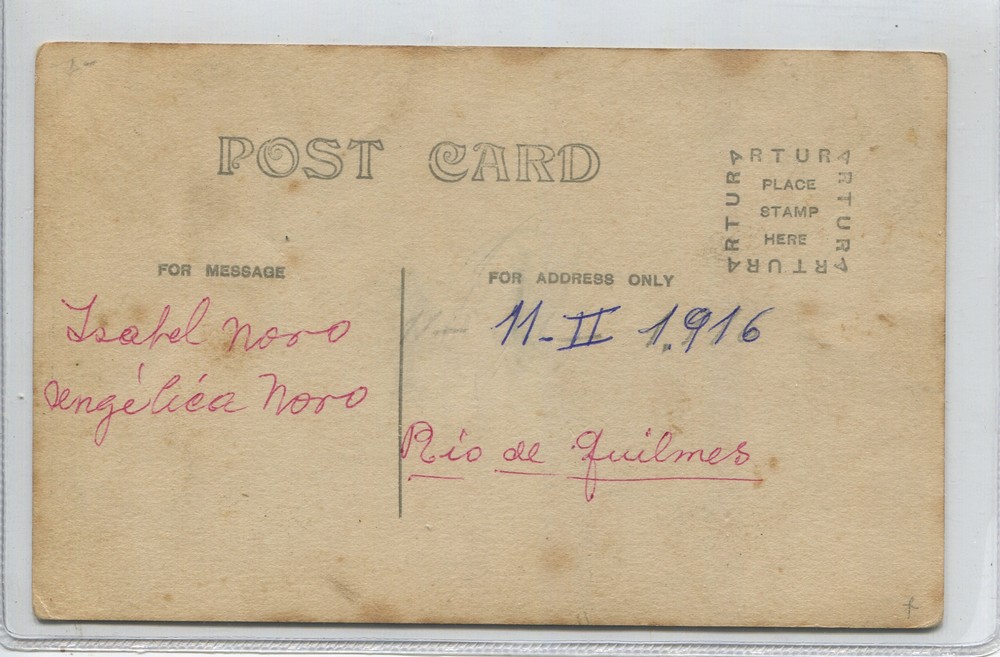 POST CARD
ARTURA
ARTURA
PLACE
STAMP
HERE
ARTURA
ARTURA
FOR MESSAGE
FOR ADDRESS ONLY
Isabel Novo
Angélica Novo
11-II 1.916
Río de Quilmes